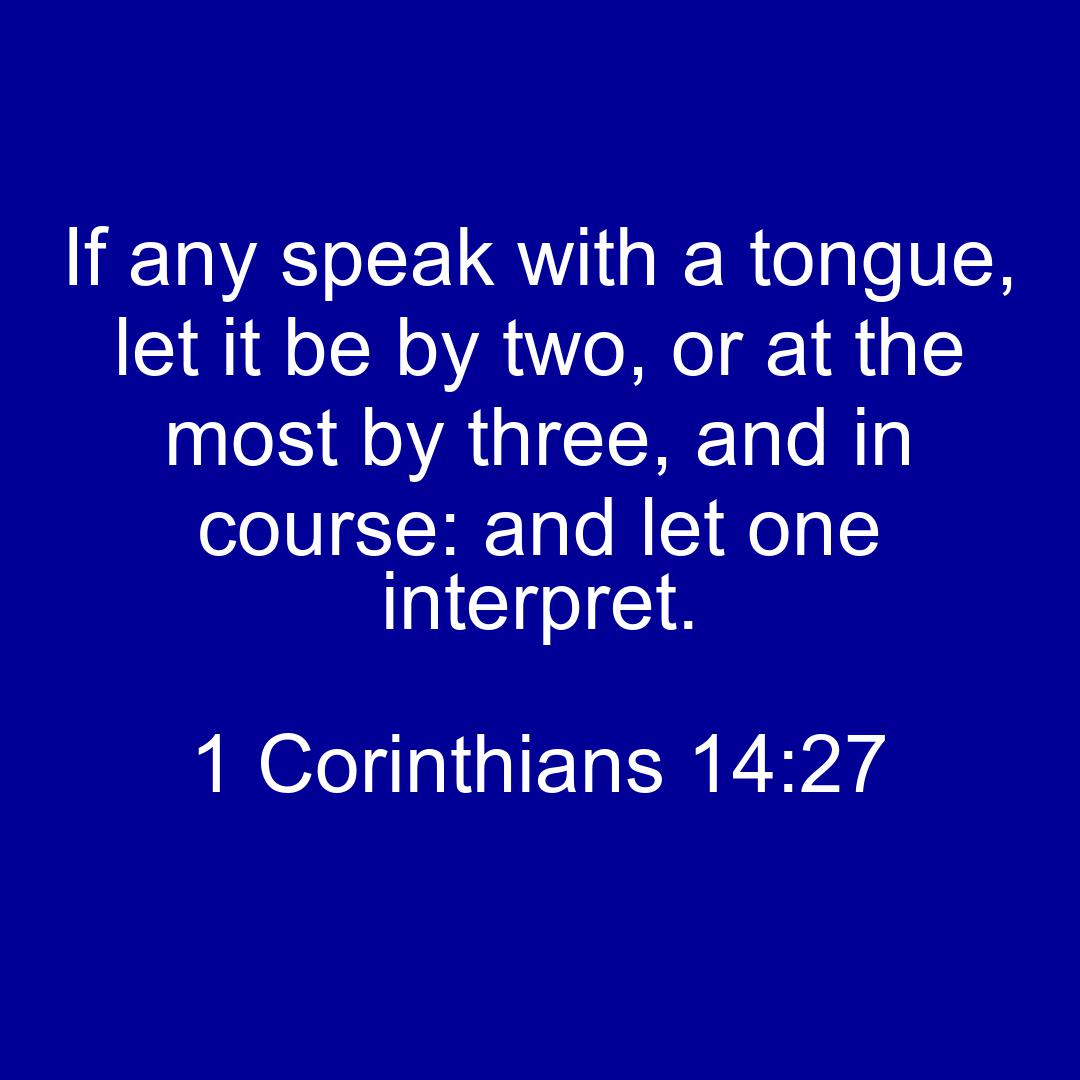 If any speak with a tongue,
let it be by two, or at the
most by three, and in
course: and let one
interpret.
1 Corinthians 14:27